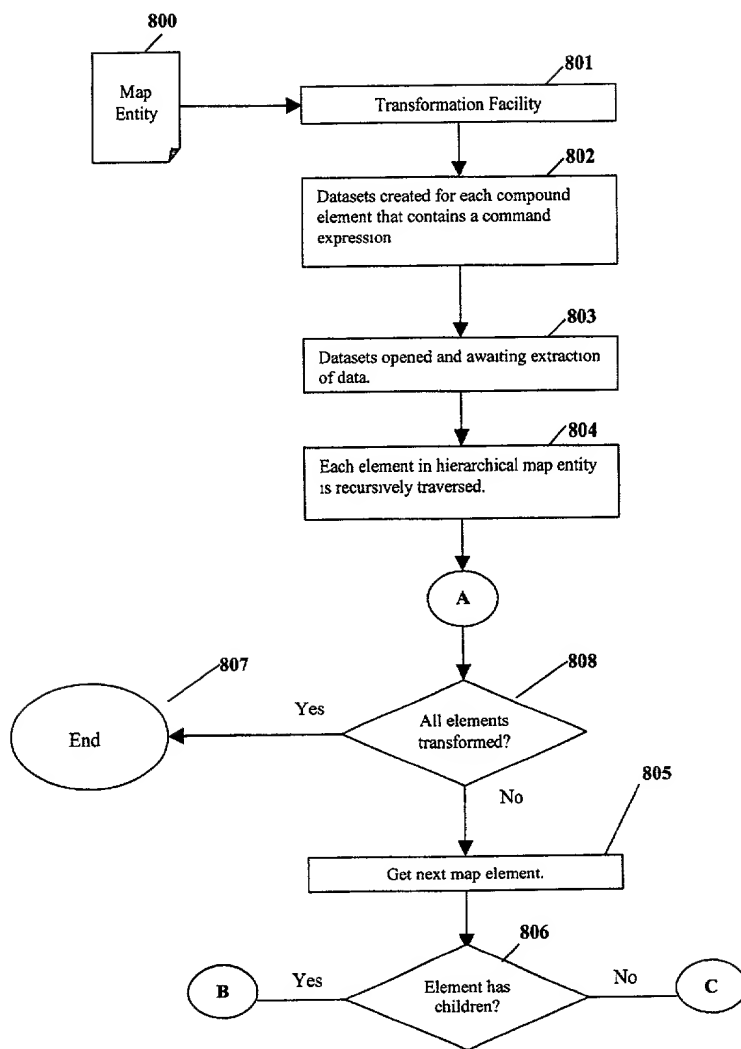 800
Map
Entity
801
Transformation Facility
802
Datasets created for each compound
element that contains a command
expression
803
Datasets opened and awaiting extraction
of data.
804
Each element in hierarchical map entity
is recursively traversed.
A
807
808
Yes
End
All elements
transformed?
No
805
Get next map element.
806
B
Yes
Element has
children?
No
C